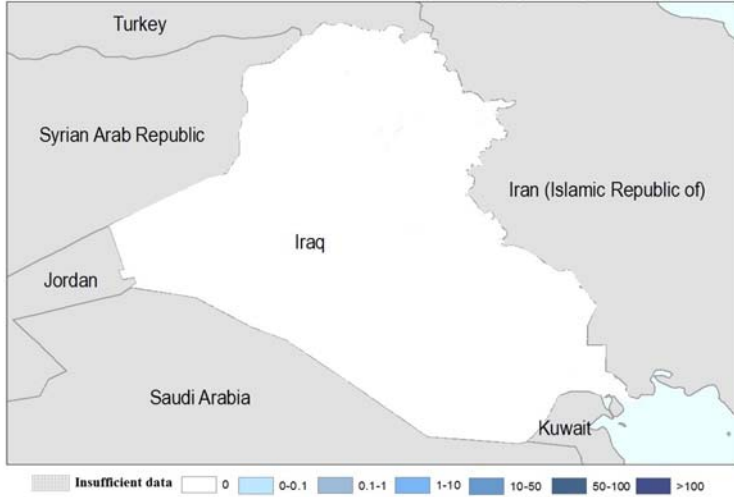 Turkey
Syrian Arab Republic
Iran (Islamic Republic of)
Iraq
Jordan
Saudi Arabia
Kuwait
Insufficient data 0 0-0.1 0.1-1 1-10 10-50 50-100 >100